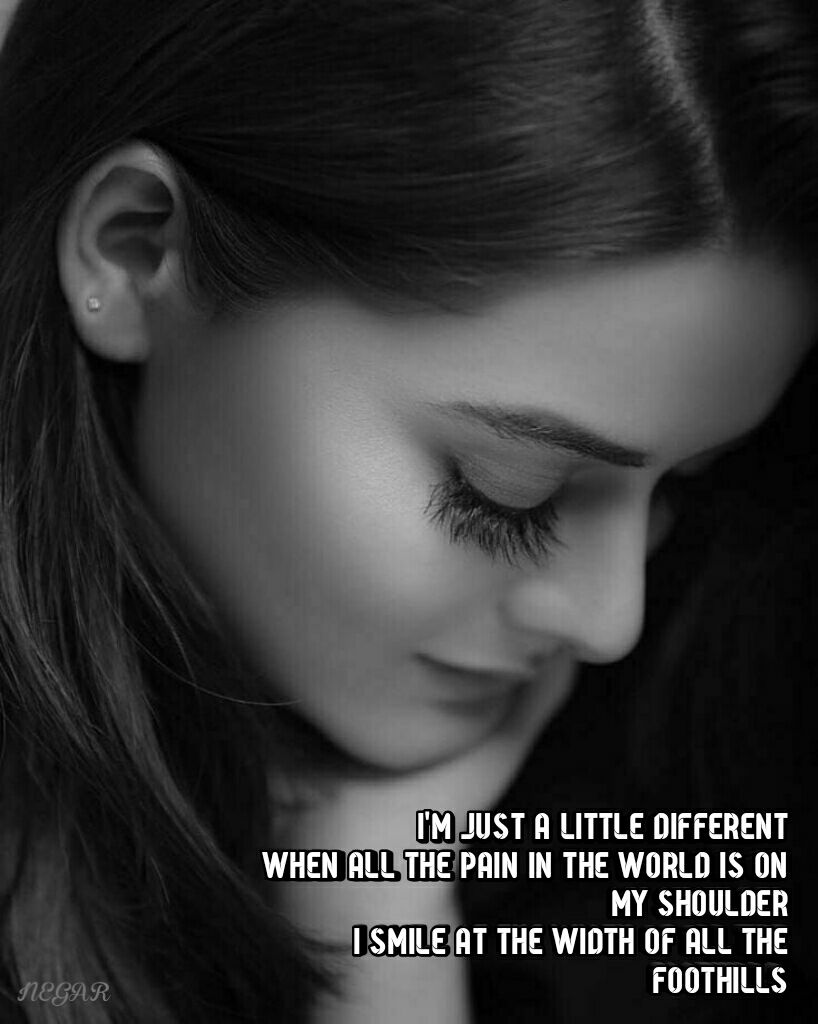 I'M JUST A LITTLE DIFFERENT
WHEN ALL THE PAIN IN THE WORLD IS ON
MY SHOULDER
I SMILE AT THE WIDTH OF ALL THE
FOOTHILLS
NEGAR